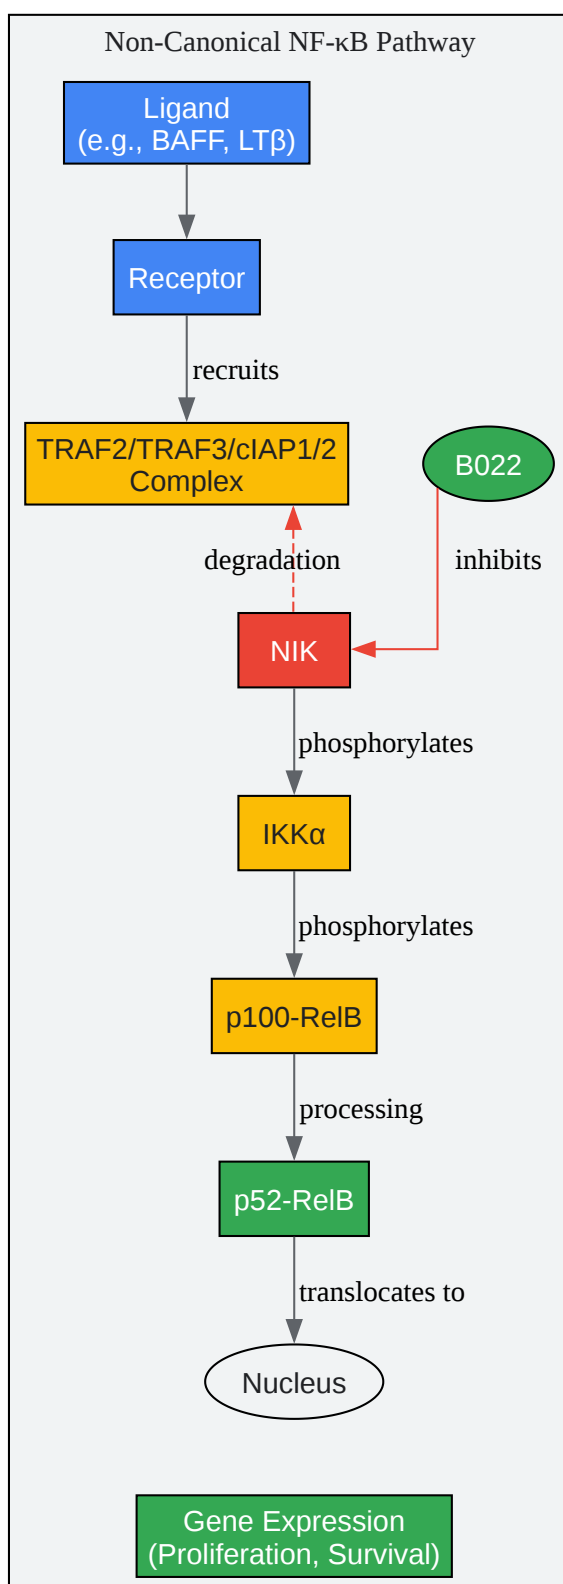 Non-Canonical NF-κB Pathway
Ligand
(e.g., BAFF, LTβ)
Receptor
recruits
TRAF2/TRAF3/cIAP1/2
Complex
B022
degradation
inhibits
NIK
phosphorylates
IKKα
phosphorylates
p100-RelB
processing
p52-RelB
translocates to
Nucleus
Gene Expression
(Proliferation, Survival)